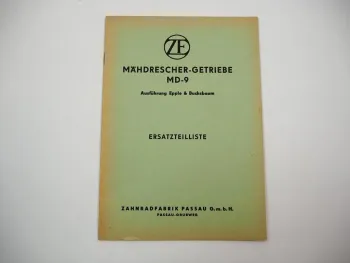 ZF
MÄHDRESCHER-GETRIEBE
MD-9
Ausführung Epple & Buxbaum
ERSATZTEILLISTE
ZAHNRADFABRIK PASSAU G.m.b.H.
PASSAU-GRUBWEG